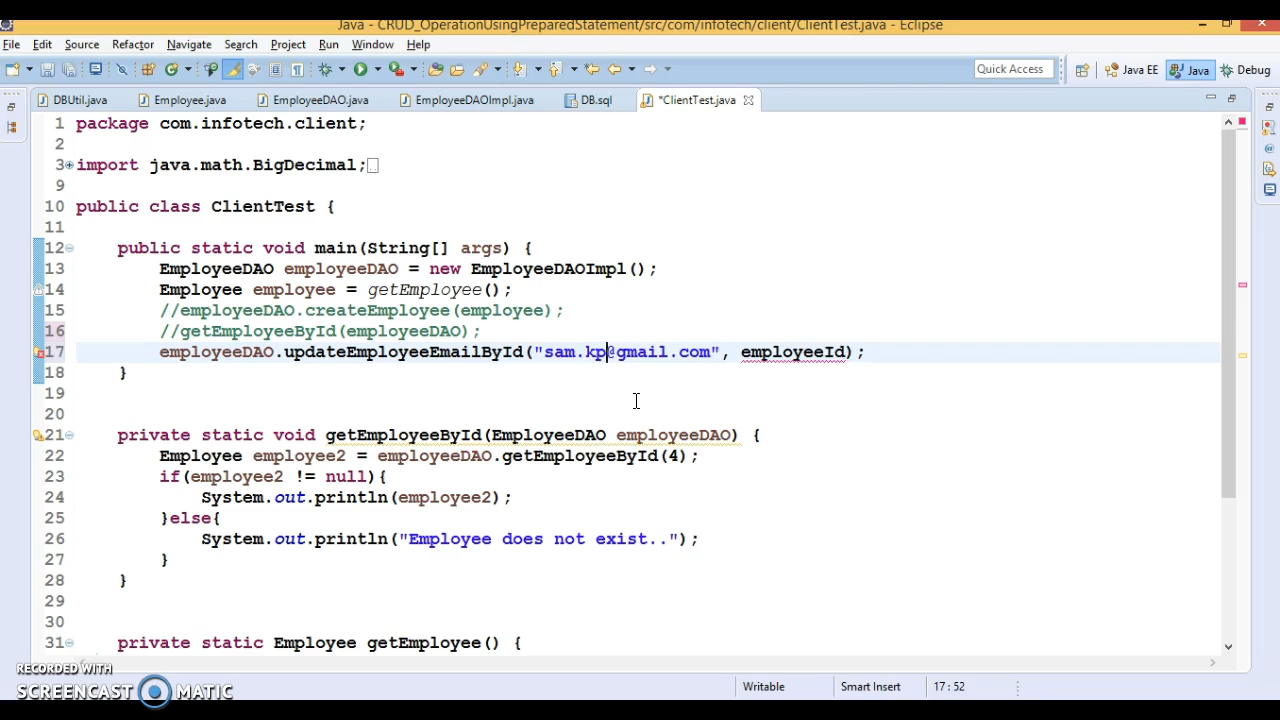 Java - CRUD_OperationUsingPreparedStatement/src/com/infotech/client/ClientTest.java - Eclipse
File Edit Source Refactor Navigate Search Project Run Window Help
Quick Access Java EE Java Debug
DBUtil.java Employee.java EmployeeDAO.java EmployeeDAOImpl.java DB.sql *ClientTest.java
1 package com.infotech.client;
2
3 import java.math.BigDecimal;
9
10 public class ClientTest {
11
12 public static void main(String[] args) {
13 EmployeeDAO employeeDAO = new EmployeeDAOImpl();
14 Employee employee = getEmployee();
15 //employeeDAO.createEmployee(employee);
16 //getEmployeeById(employeeDAO);
17 employeeDAO.updateEmployeeEmailById("sam.kp@gmail.com", employeeId);
18 }
19
20
21 private static void getEmployeeById(EmployeeDAO employeeDAO) {
22 Employee employee2 = employeeDAO.getEmployeeById(4);
23 if(employee2 != null){
24 System.out.println(employee2);
25 }else{
26 System.out.println("Employee does not exist..");
27 }
28 }
29
30
31 private static Employee getEmployee() {
RECORDED WITH
SCREENCAST MATIC
Writable Smart Insert 17 : 52